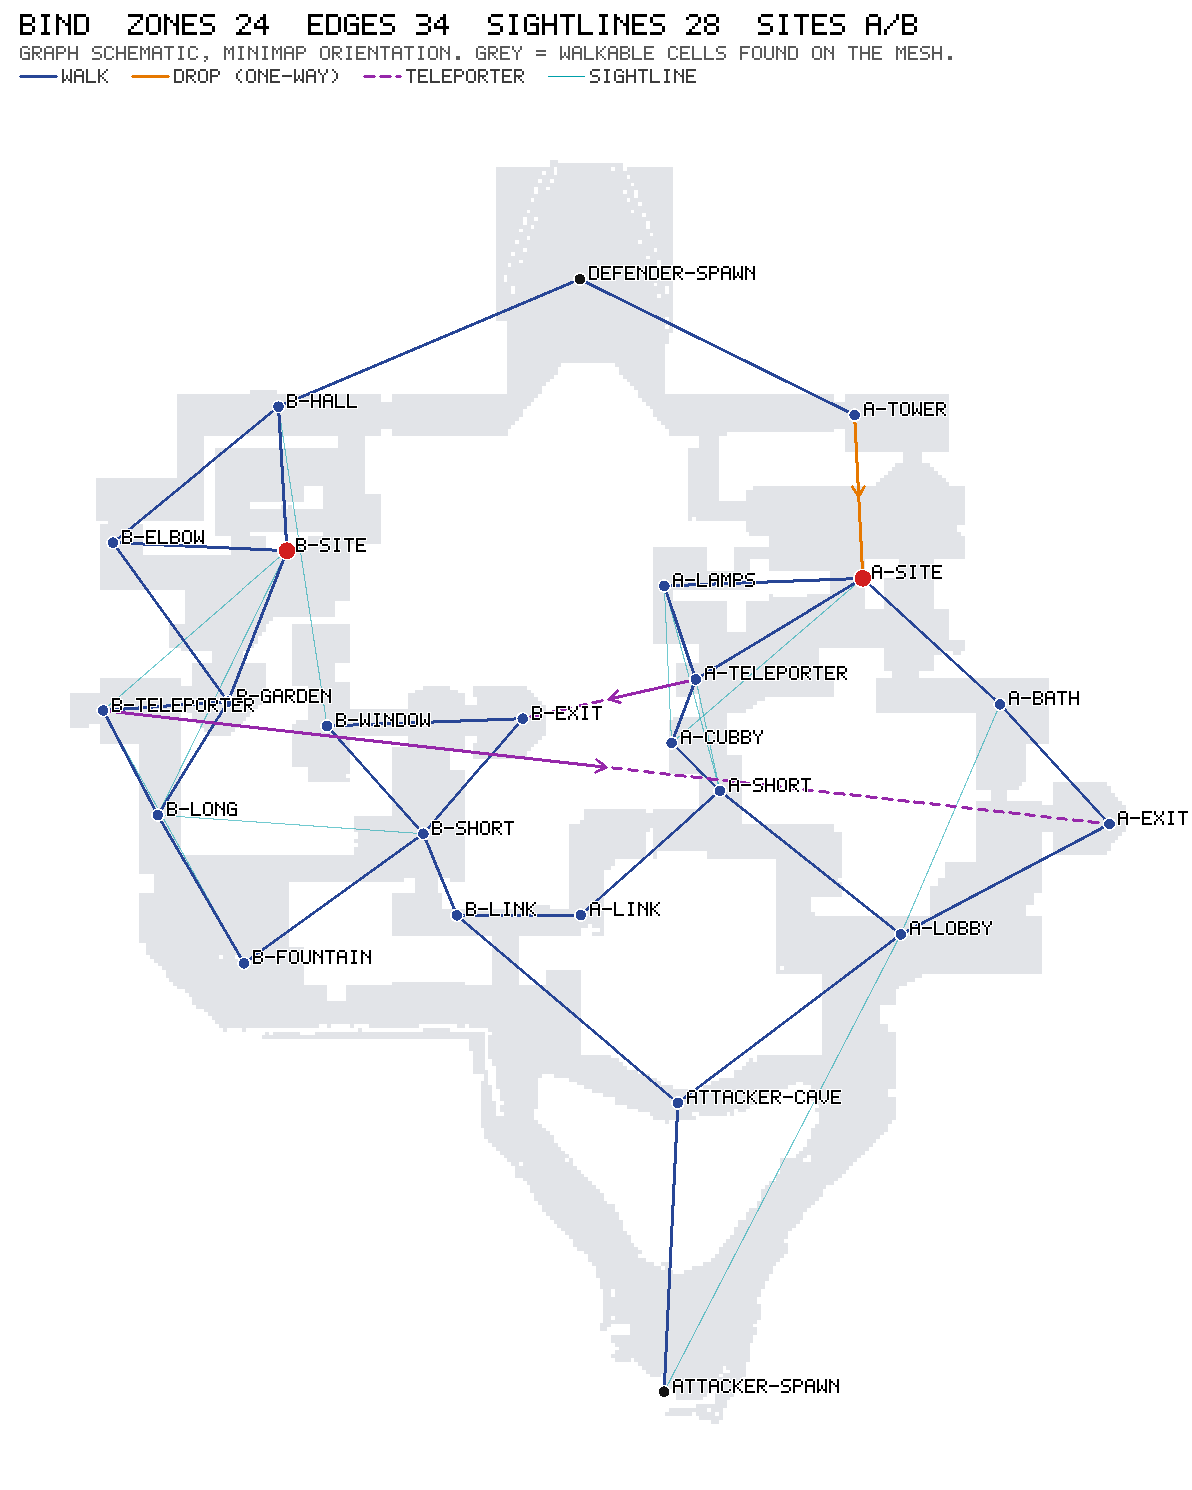 BIND  ZONES 24  EDGES 34  SIGHTLINES 28  SITES A/B
GRAPH SCHEMATIC, MINIMAP ORIENTATION. GREY = WALKABLE CELLS FOUND ON THE MESH.
WALK DROP (ONE-WAY) TELEPORTER SIGHTLINE
DEFENDER-SPAWN
B-HALL
A-TOWER
B-ELBOW
B-SITE
A-SITE
A-LAMPS
A-TELEPORTER
B-GARDEN
A-BATH
B-TELEPORTER
B-EXIT
B-WINDOW
A-CUBBY
A-SHORT
B-LONG
A-EXIT
B-SHORT
B-LINK
A-LINK
A-LOBBY
B-FOUNTAIN
ATTACKER-CAVE
ATTACKER-SPAWN